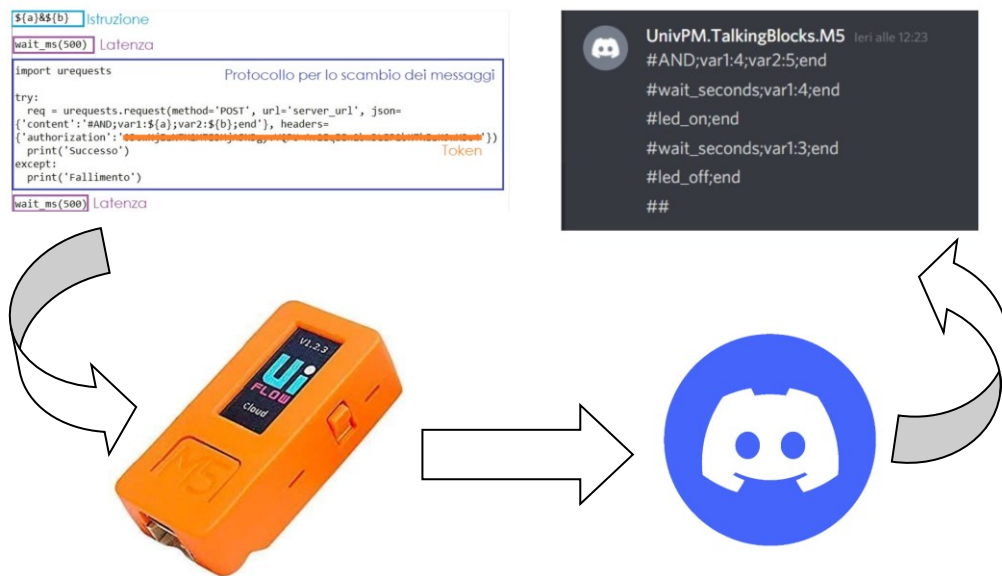 ${a}&${b} Istruzione
wait_ms(500) Latenza
import urequests
Protocollo per lo scambio dei messaggi
try:
req = urequests.request(method='POST', url='server_url', json=
{'content':'#AND;var1:${a};var2:${b};end'}, headers=
{'authorization':' '})
Token
print('Successo')
except:
print('Fallimento')
wait_ms(500) Latenza
UnivPM.TalkingBlocks.M5 Ieri alle 12:23
#AND;var1:4;var2:5;end
#wait_seconds;var1:4;end
#led_on;end
#wait_seconds;var1:3;end
#led_off;end
##
V1.2.3
Ui
FLOW
Cloud
M5